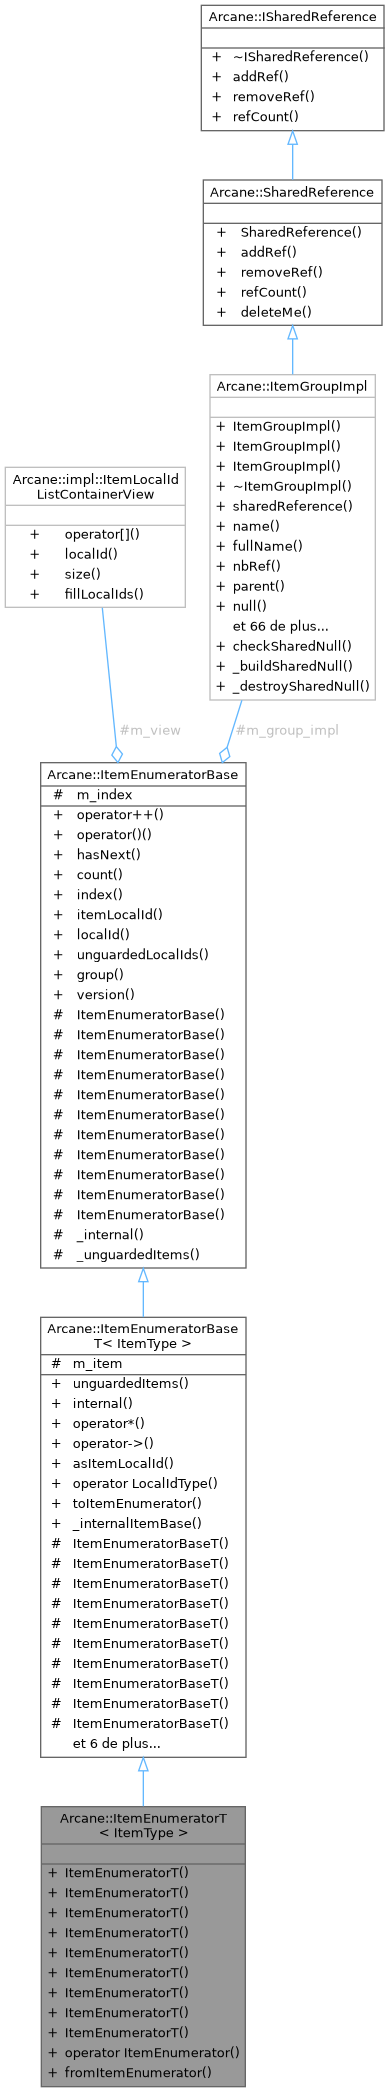 Arcane::ISharedReference
+ ~ISharedReference()
+ addRef()
+ removeRef()
+ refCount()
Arcane::SharedReference
+ SharedReference()
+ addRef()
+ removeRef()
+ refCount()
+ deleteMe()
Arcane::ItemGroupImpl
+ ItemGroupImpl()
+ ItemGroupImpl()
+ ItemGroupImpl()
+ ~ItemGroupImpl()
+ sharedReference()
+ name()
+ fullName()
+ nbRef()
+ parent()
+ null()
et 66 de plus...
+ checkSharedNull()
+ _buildSharedNull()
+ _destroySharedNull()
Arcane::impl::ItemLocalId
ListContainerView
+ operator[]()
+ localId()
+ size()
+ fillLocalIds()
#m_view
#m_group_impl
Arcane::ItemEnumeratorBase
# m_index
+ operator++()
+ operator()()
+ hasNext()
+ count()
+ index()
+ itemLocalId()
+ localId()
+ unguardedLocalIds()
+ group()
+ version()
# ItemEnumeratorBase()
# ItemEnumeratorBase()
# ItemEnumeratorBase()
# ItemEnumeratorBase()
# ItemEnumeratorBase()
# ItemEnumeratorBase()
# ItemEnumeratorBase()
# ItemEnumeratorBase()
# ItemEnumeratorBase()
# ItemEnumeratorBase()
# ItemEnumeratorBase()
# _internal()
# _unguardedItems()
Arcane::ItemEnumeratorBase
T< ItemType >
# m_item
+ unguardedItems()
+ internal()
+ operator*()
+ operator->()
+ asItemLocalId()
+ operator LocalIdType()
+ toItemEnumerator()
+ _internalItemBase()
# ItemEnumeratorBaseT()
# ItemEnumeratorBaseT()
# ItemEnumeratorBaseT()
# ItemEnumeratorBaseT()
# ItemEnumeratorBaseT()
# ItemEnumeratorBaseT()
# ItemEnumeratorBaseT()
# ItemEnumeratorBaseT()
# ItemEnumeratorBaseT()
# ItemEnumeratorBaseT()
et 6 de plus...
Arcane::ItemEnumeratorT
< ItemType >
+ ItemEnumeratorT()
+ ItemEnumeratorT()
+ ItemEnumeratorT()
+ ItemEnumeratorT()
+ ItemEnumeratorT()
+ ItemEnumeratorT()
+ ItemEnumeratorT()
+ ItemEnumeratorT()
+ ItemEnumeratorT()
+ operator ItemEnumerator()
+ fromItemEnumerator()